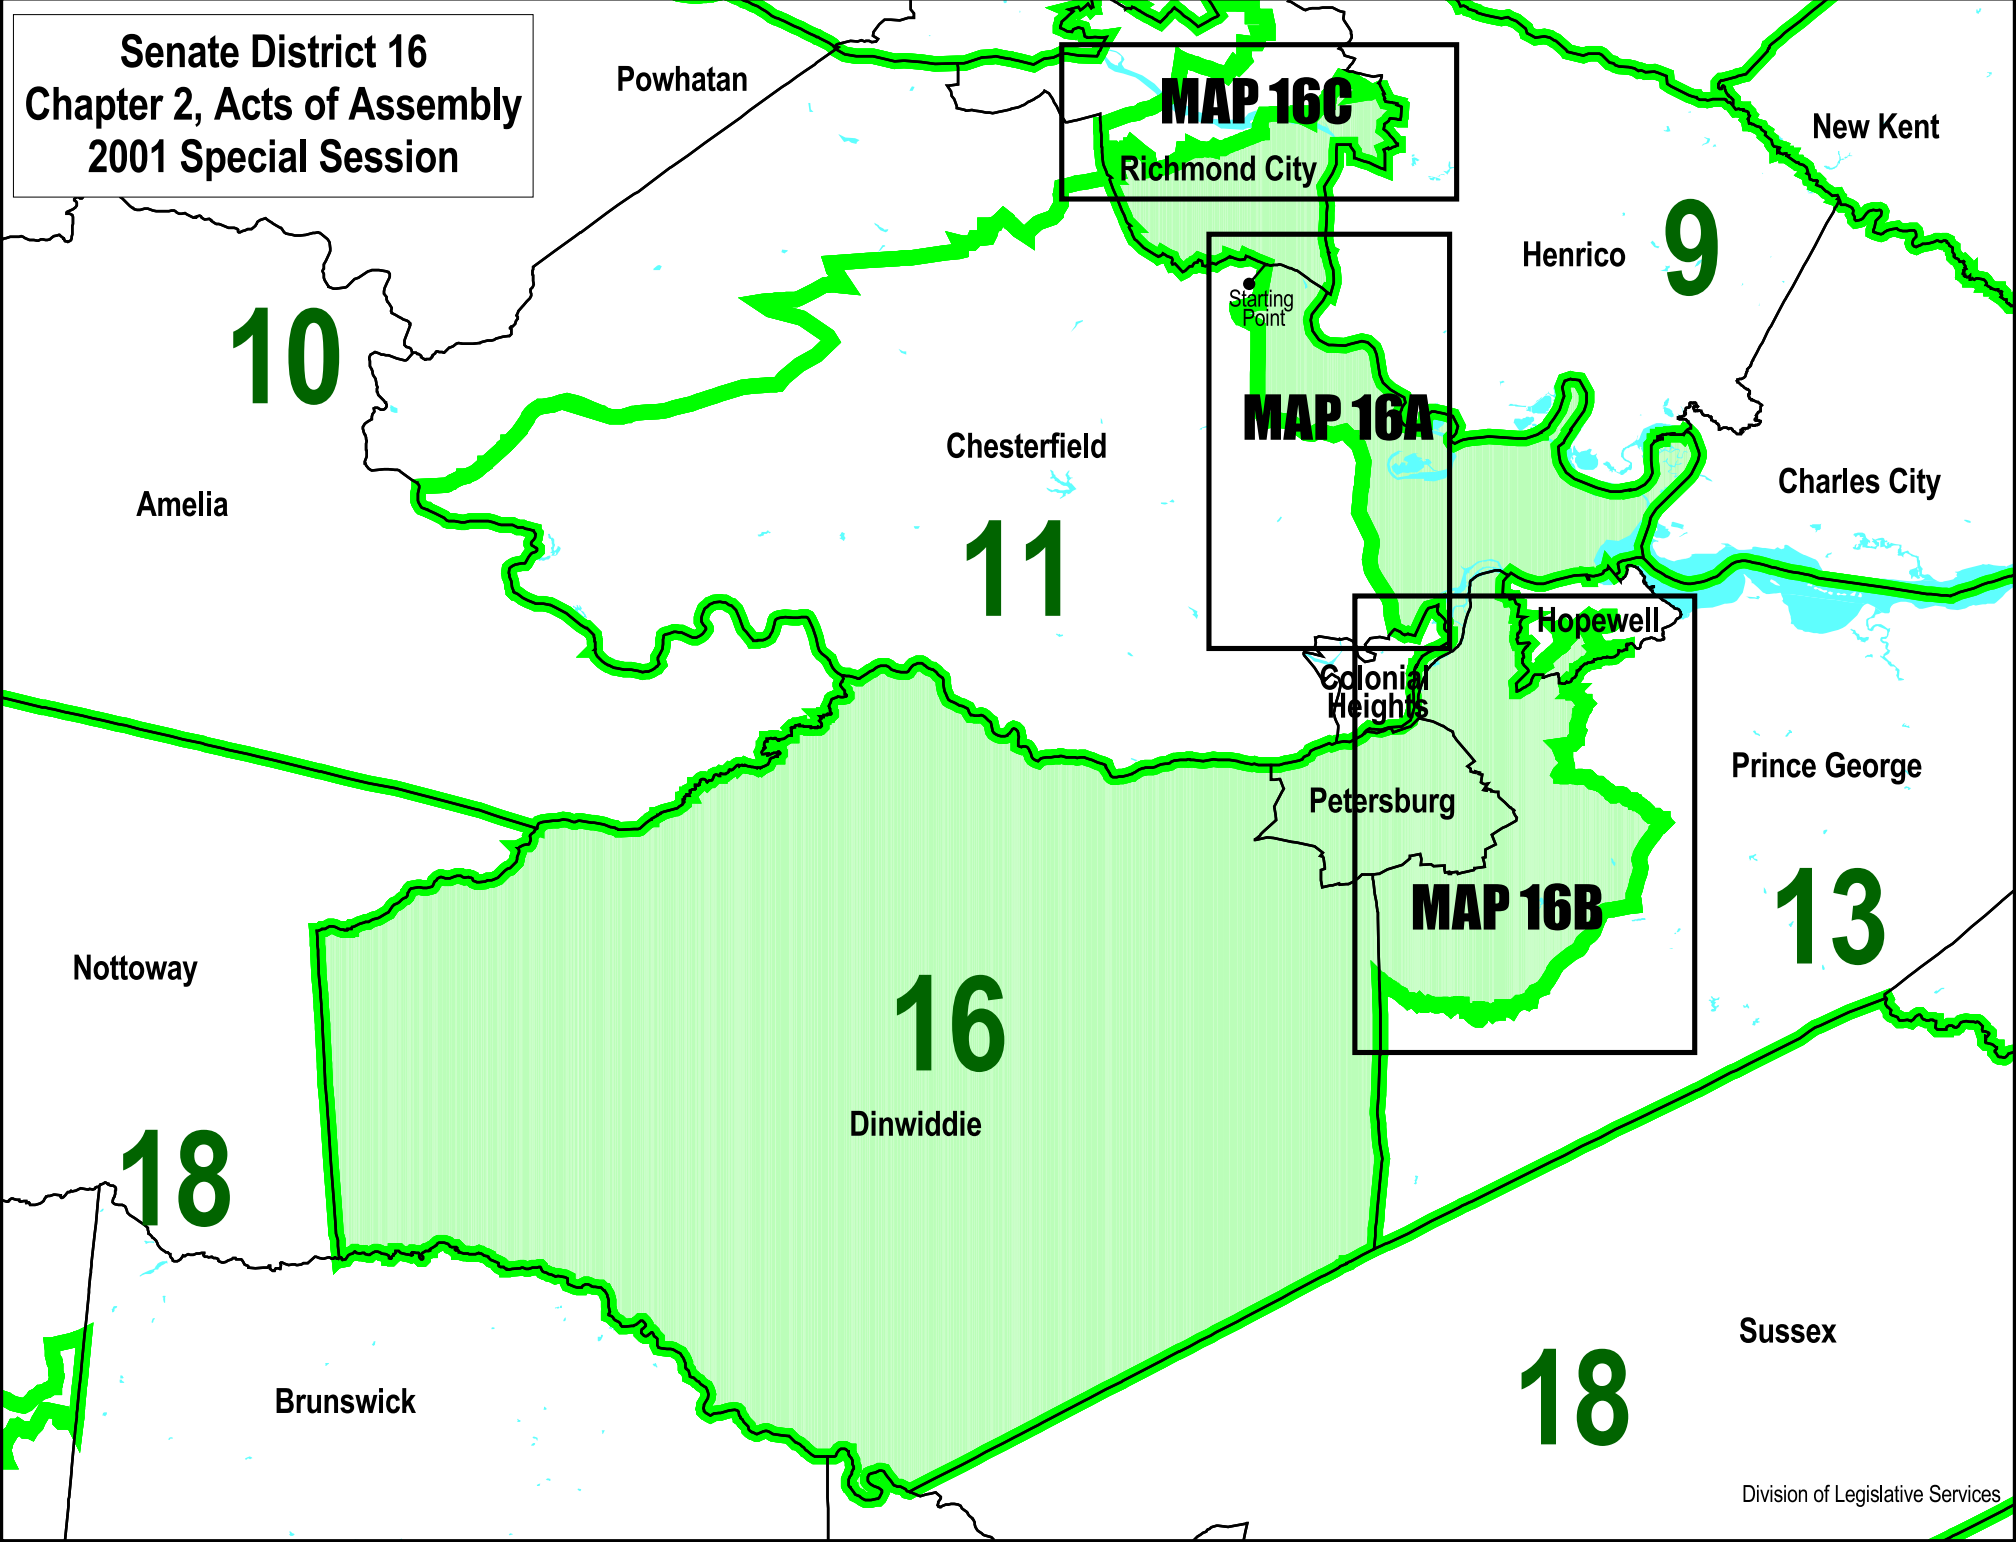 Senate District 16
Chapter 2, Acts of Assembly
2001 Special Session
Powhatan
MAP 16C
New Kent
Richmond City
9
Henrico
Starting
Point
10
MAP 16A
Chesterfield
Charles City
Amelia
11
Hopewell
Colonial
Heights
Prince George
Petersburg
MAP 16B
13
Nottoway
16
Dinwiddie
18
Sussex
18
Brunswick
Division of Legislative Services